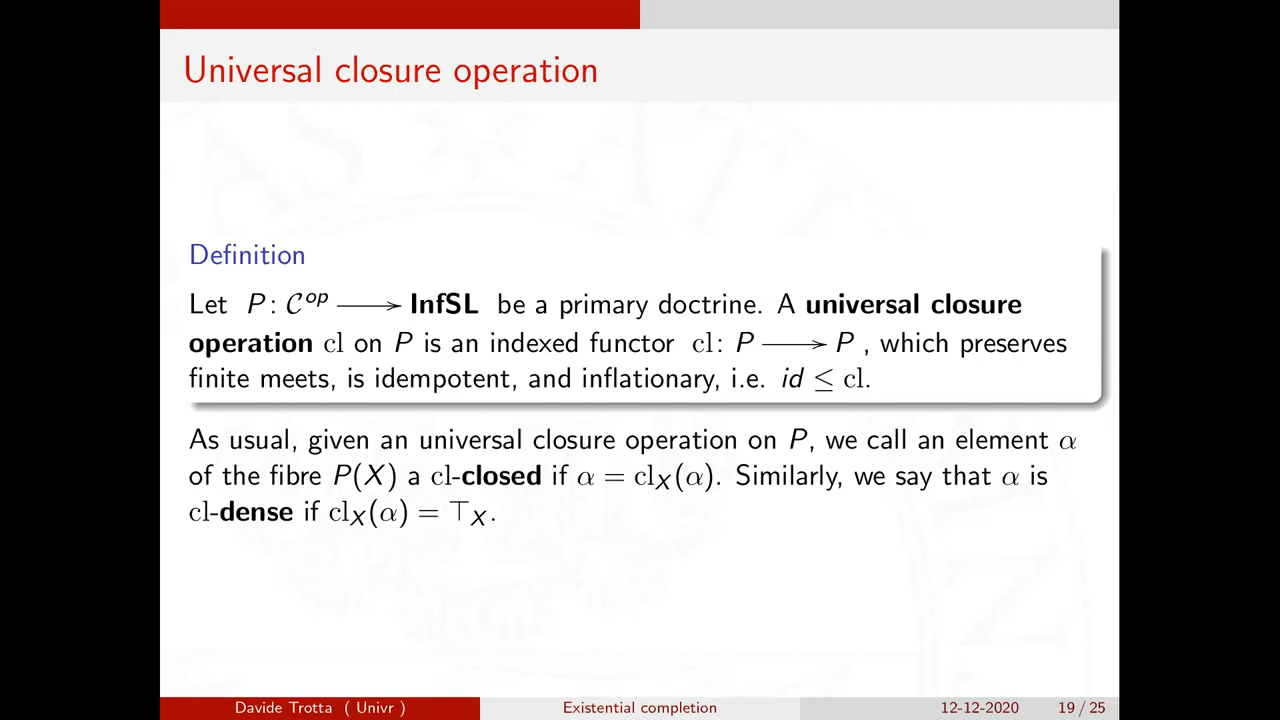 Universal closure operation
Definition
Let P : 𝒞^op ⟶ InfSL be a primary doctrine. A universal closure
operation cl on P is an indexed functor cl : P ⟶ P , which preserves
finite meets, is idempotent, and inflationary, i.e. id ≤ cl.
As usual, given an universal closure operation on P, we call an element α
of the fibre P(X) a cl-closed if α = cl_X(α). Similarly, we say that α is
cl-dense if cl_X(α) = ⊤_X.
Davide Trotta ( Univr ) Existential completion 12-12-2020 19 / 25